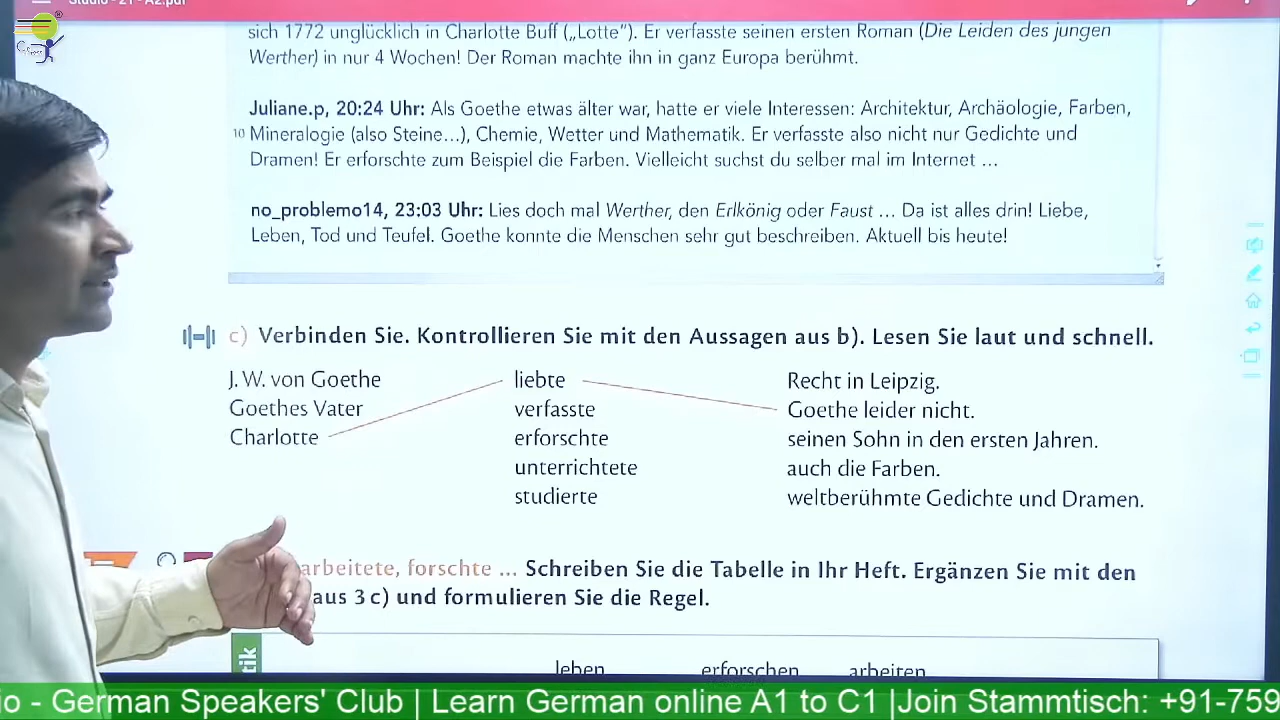 Studio - 21 - A2.pdf
sich 1772 unglücklich in Charlotte Buff („Lotte"). Er verfasste seinen ersten Roman (Die Leiden des jungen
Werther) in nur 4 Wochen! Der Roman machte ihn in ganz Europa berühmt.
Juliane.p, 20:24 Uhr: Als Goethe etwas älter war, hatte er viele Interessen: Architektur, Archäologie, Farben,
10 Mineralogie (also Steine...), Chemie, Wetter und Mathematik. Er verfasste also nicht nur Gedichte und
Dramen! Er erforschte zum Beispiel die Farben. Vielleicht suchst du selber mal im Internet ...
no_problemo14, 23:03 Uhr: Lies doch mal Werther, den Erlkönig oder Faust ... Da ist alles drin! Liebe,
Leben, Tod und Teufel. Goethe konnte die Menschen sehr gut beschreiben. Aktuell bis heute!
c) Verbinden Sie. Kontrollieren Sie mit den Aussagen aus b). Lesen Sie laut und schnell.
J. W. von Goethe liebte Recht in Leipzig.
Goethes Vater verfasste Goethe leider nicht.
Charlotte erforschte seinen Sohn in den ersten Jahren.
unterrichtete auch die Farben.
studierte weltberühmte Gedichte und Dramen.
arbeitete, forschte ... Schreiben Sie die Tabelle in Ihr Heft. Ergänzen Sie mit den
aus 3 c) und formulieren Sie die Regel.
tik
leben erforschen arbeiten
io - German Speakers' Club | Learn German online A1 to C1 |Join Stammtisch: +91-759